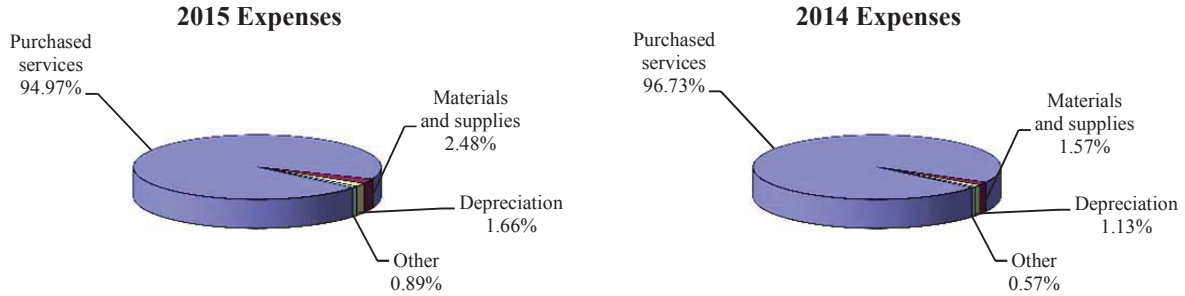 2015 Expenses
Purchased
services
94.97%
Materials
and supplies
2.48%
Depreciation
1.66%
Other
0.89%
2014 Expenses
Purchased
services
96.73%
Materials
and supplies
1.57%
Depreciation
1.13%
Other
0.57%